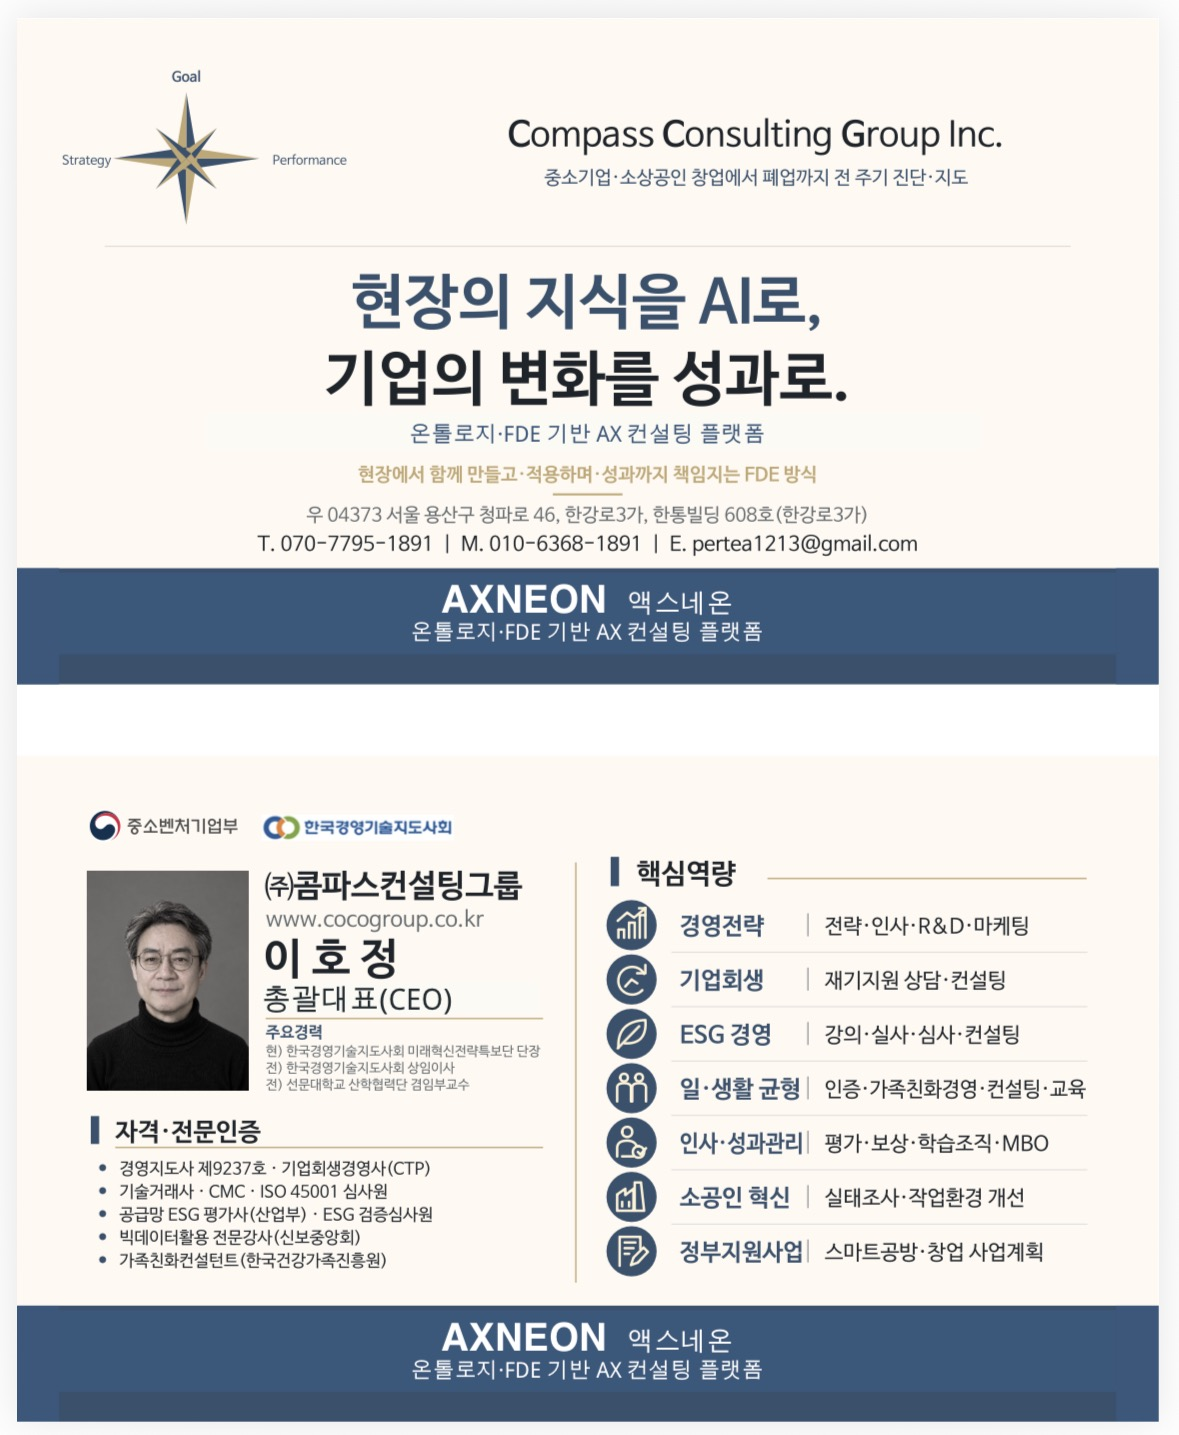 Goal
Strategy
Performance
Compass Consulting Group Inc.
중소기업·소상공인 창업에서 폐업까지 전 주기 진단·지도
현장의 지식을 AI로,
기업의 변화를 성과로.
온톨로지·FDE 기반 AX 컨설팅 플랫폼
현장에서 함께 만들고·적용하며·성과까지 책임지는 FDE 방식
우 04373 서울 용산구 청파로 46, 한강로3가, 한통빌딩 608호(한강로3가)
T. 070-7795-1891 | M. 010-6368-1891 | E. pertea1213@gmail.com
AXNEON 액스네온
온톨로지·FDE 기반 AX 컨설팅 플랫폼
중소벤처기업부
한국경영기술지도사회
㈜콤파스컨설팅그룹
www.cocogroup.co.kr
이 호 정
총괄대표(CEO)
주요경력
현) 한국경영기술지도사회 미래혁신전략특보단 단장
전) 한국경영기술지도사회 상임이사
전) 선문대학교 산학협력단 겸임부교수
자격·전문인증
• 경영지도사 제9237호 · 기업회생경영사(CTP)
• 기술거래사 · CMC · ISO 45001 심사원
• 공급망 ESG 평가사(산업부) · ESG 검증심사원
• 빅데이터활용 전문강사(신보중앙회)
• 가족친화컨설턴트(한국건강가족진흥원)
핵심역량
경영전략 | 전략·인사·R&D·마케팅
기업회생 | 재기지원 상담·컨설팅
ESG 경영 | 강의·실사·심사·컨설팅
일·생활 균형 | 인증·가족친화경영·컨설팅·교육
인사·성과관리 | 평가·보상·학습조직·MBO
소공인 혁신 | 실태조사·작업환경 개선
정부지원사업 | 스마트공방·창업 사업계획
AXNEON 액스네온
온톨로지·FDE 기반 AX 컨설팅 플랫폼